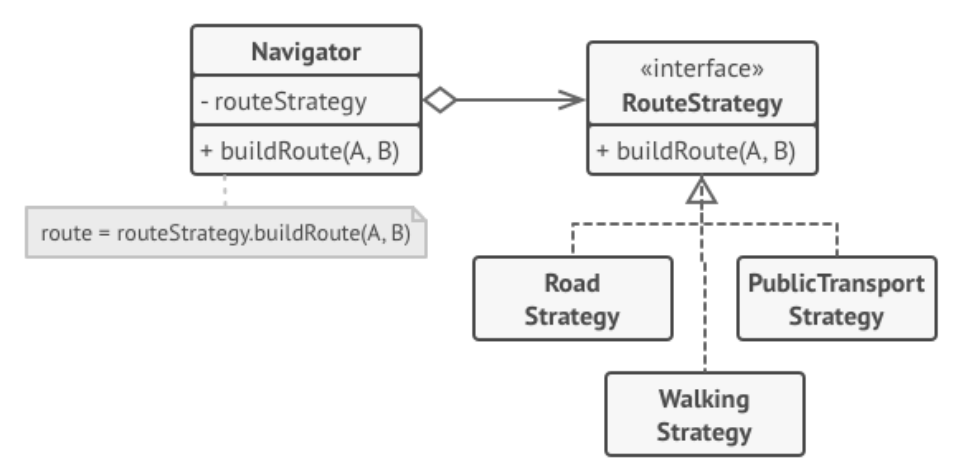 Navigator
- routeStrategy
+ buildRoute(A, B)
route = routeStrategy.buildRoute(A, B)
«interface»
RouteStrategy
+ buildRoute(A, B)
Road
Strategy
PublicTransport
Strategy
Walking
Strategy